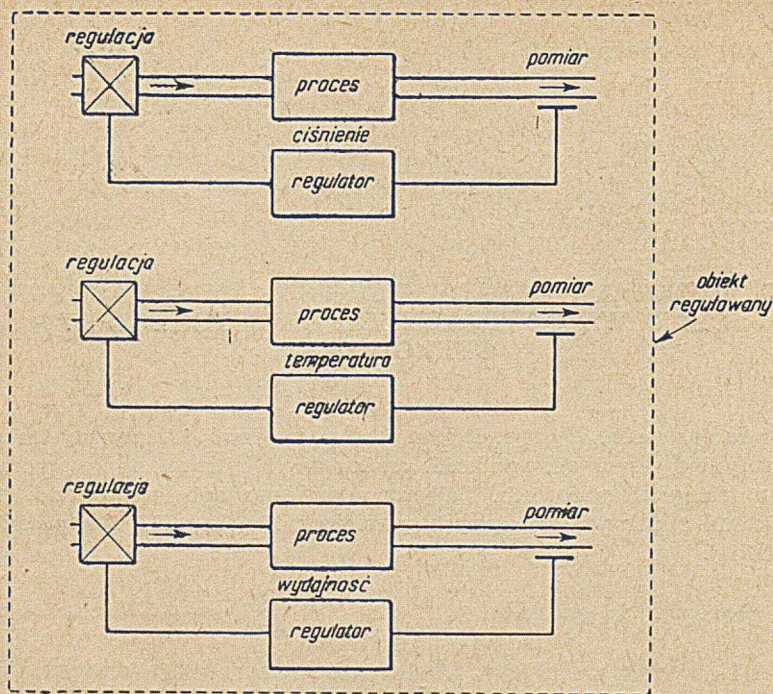 regulacja
proces
pomiar
ciśnienie
regulator
regulacja
proces
pomiar
obiekt
regulowany
temperatura
regulator
regulacja
proces
pomiar
wydajność
regulator